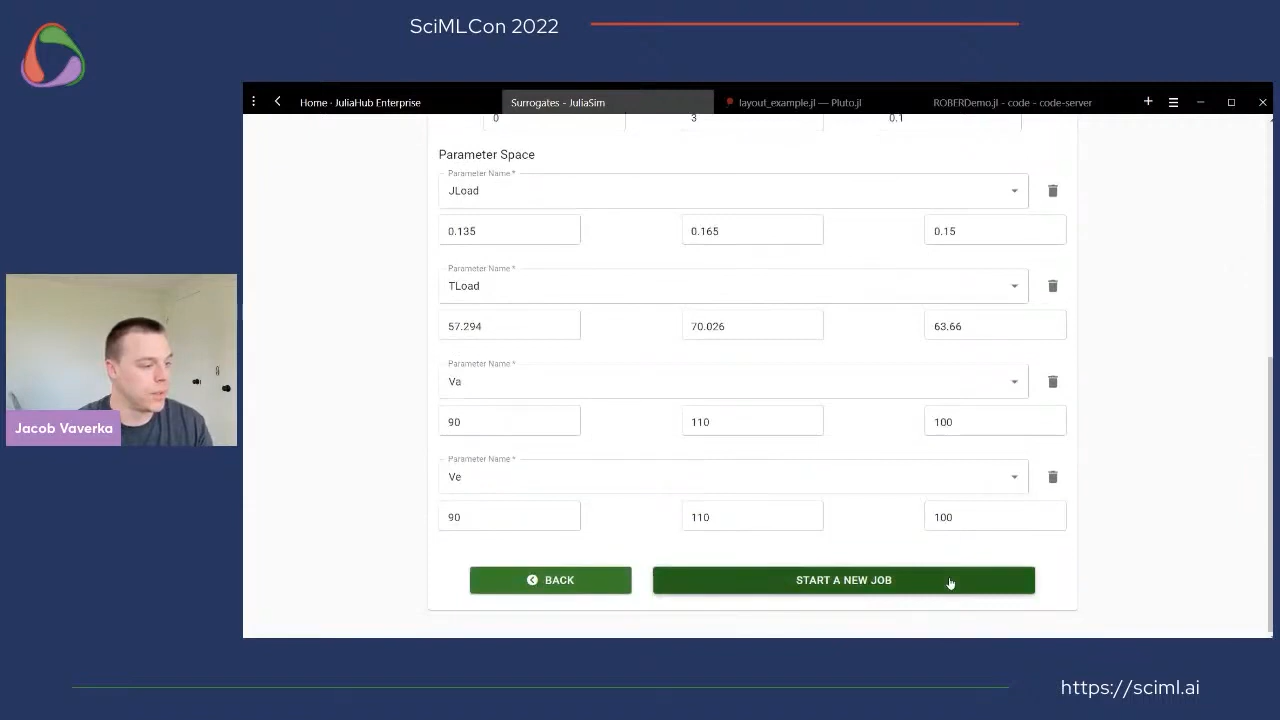 SciMLCon 2022
Home · JuliaHub Enterprise
Surrogates - JuliaSim
layout_example.jl — Pluto.jl
ROBERDemo.jl - code - code-server
0 3 0.1
Parameter Space
Parameter Name *
JLoad
0.135 0.165 0.15
Parameter Name *
TLoad
57.294 70.026 63.66
Parameter Name *
Va
90 110 100
Parameter Name *
Ve
90 110 100
BACK
START A NEW JOB
Jacob Vaverka
https://sciml.ai